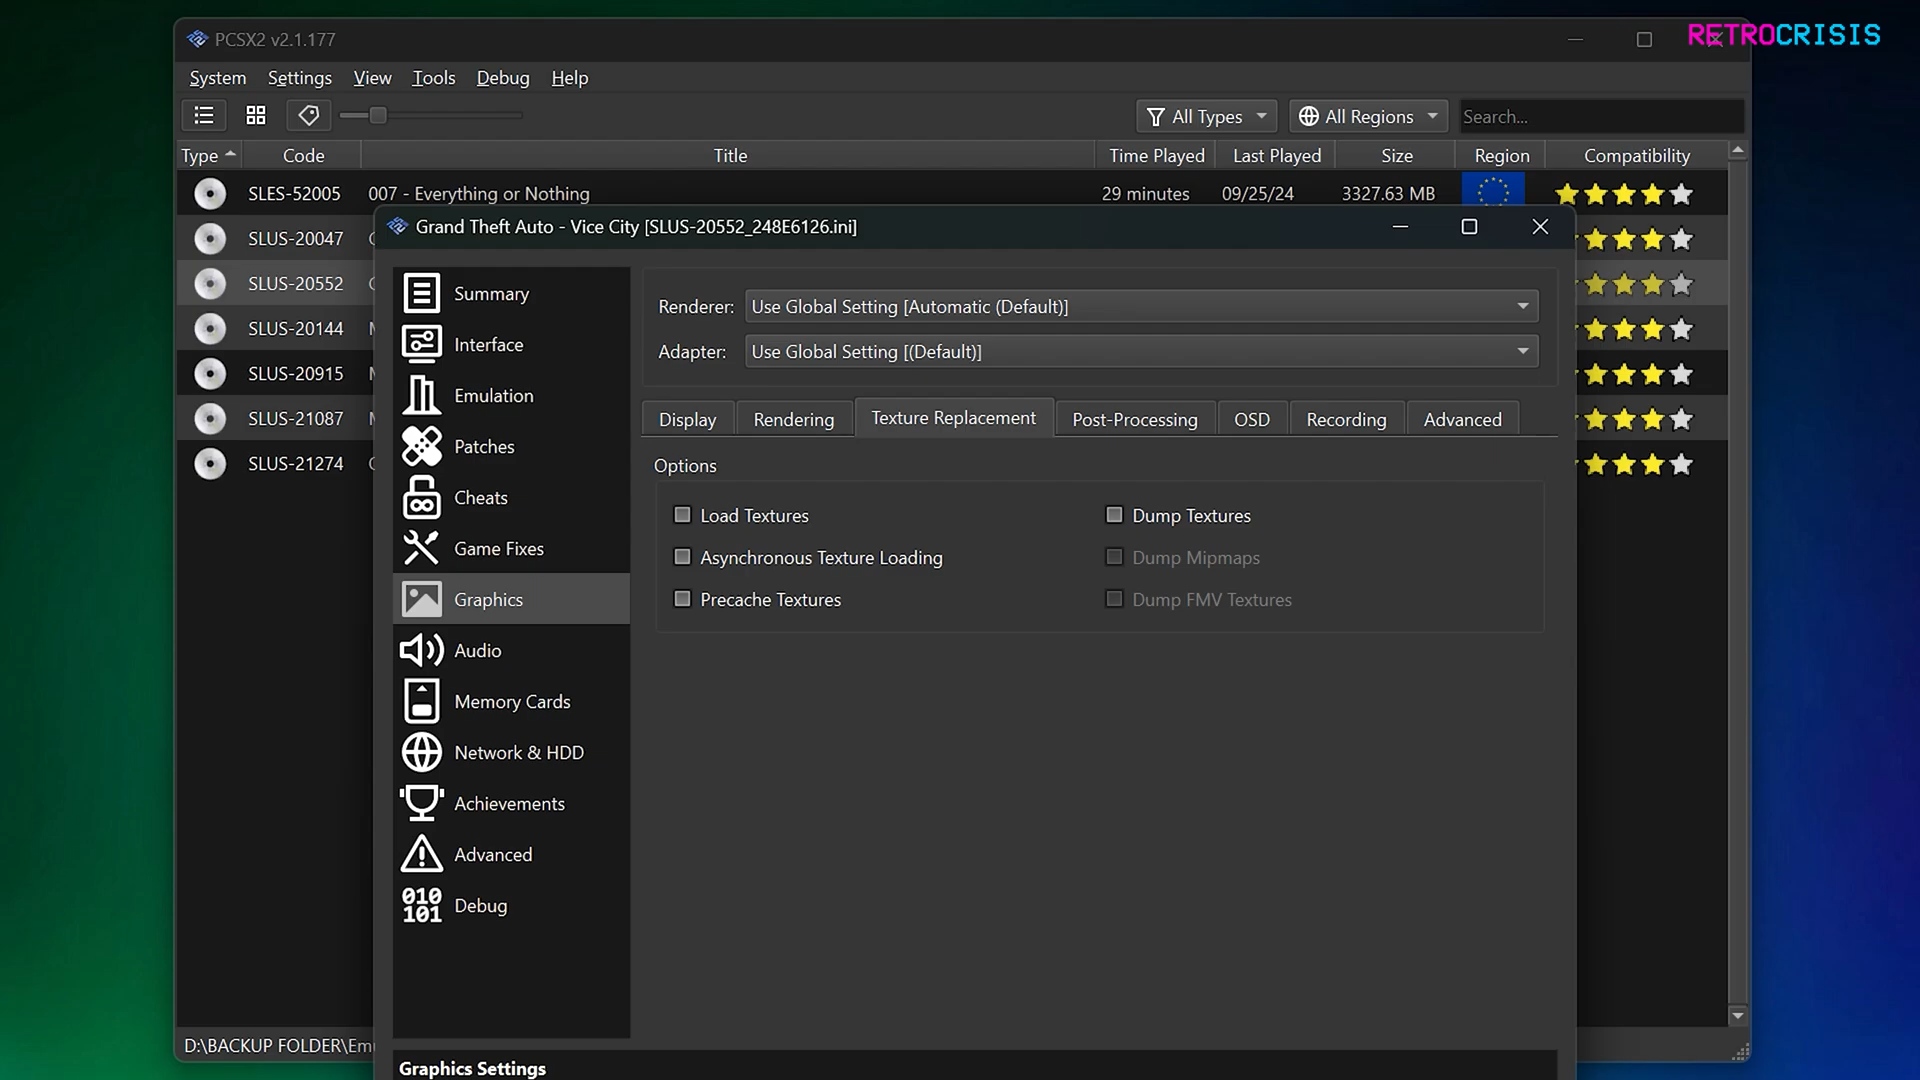 PCSX2 v2.1.177
RETROCRISIS
System Settings View Tools Debug Help
All Types All Regions Search...
Type Code Title Time Played Last Played Size Region Compatibility
SLES-52005 007 - Everything or Nothing 29 minutes 09/25/24 3327.63 MB
SLUS-20047
SLUS-20552
SLUS-20144
SLUS-20915
SLUS-21087
SLUS-21274
Grand Theft Auto - Vice City [SLUS-20552_248E6126.ini]
Summary
Interface
Emulation
Patches
Cheats
Game Fixes
Graphics
Audio
Memory Cards
Network & HDD
Achievements
Advanced
010
101
Debug
Renderer: Use Global Setting [Automatic (Default)]
Adapter: Use Global Setting [(Default)]
Display Rendering Texture Replacement Post-Processing OSD Recording Advanced
Options
Load Textures Dump Textures
Asynchronous Texture Loading Dump Mipmaps
Precache Textures Dump FMV Textures
Graphics Settings
D:\BACKUP FOLDER\Em